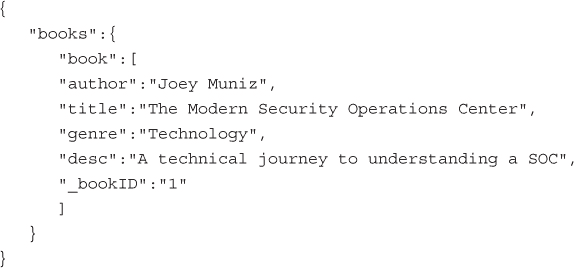 {
"books":{
"book":[
"author":"Joey Muniz",
"title":"The Modern Security Operations Center",
"genre":"Technology",
"desc":"A technical journey to understanding a SOC",
"_bookID":"1"
]
}
}